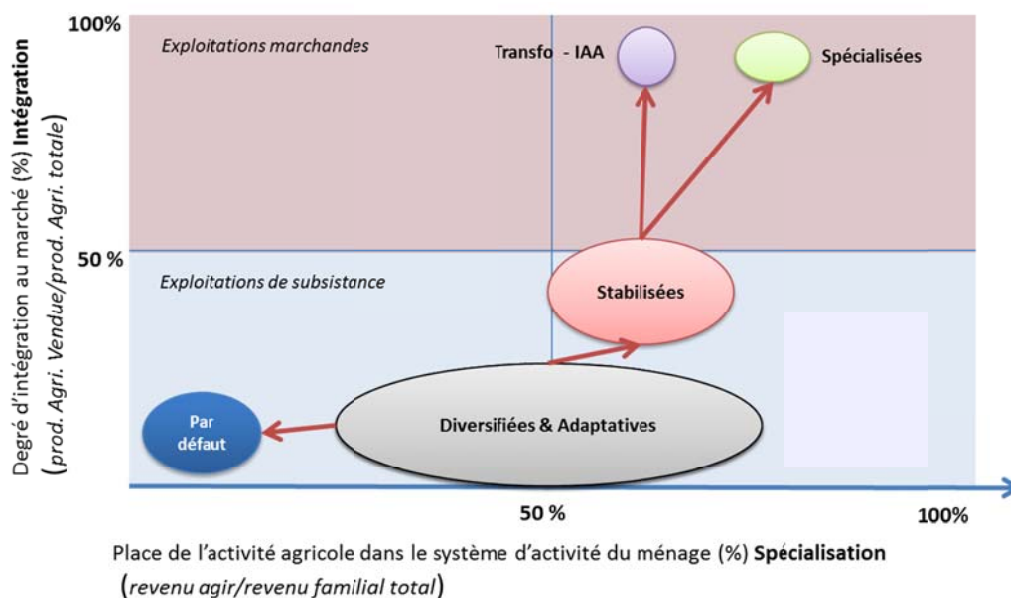 100%
Exploitations marchandes
Transfo - IAA
Spécialisées
Degré d'intégration au marché (%) Intégration
(prod. Agri. Vendue/prod. Agri. totale)
50 %
Exploitations de subsistance
Stabilisées
Par
défaut
Diversifiées & Adaptatives
50 %
100%
Place de l'activité agricole dans le système d'activité du ménage (%) Spécialisation
(revenu agir/revenu familial total)